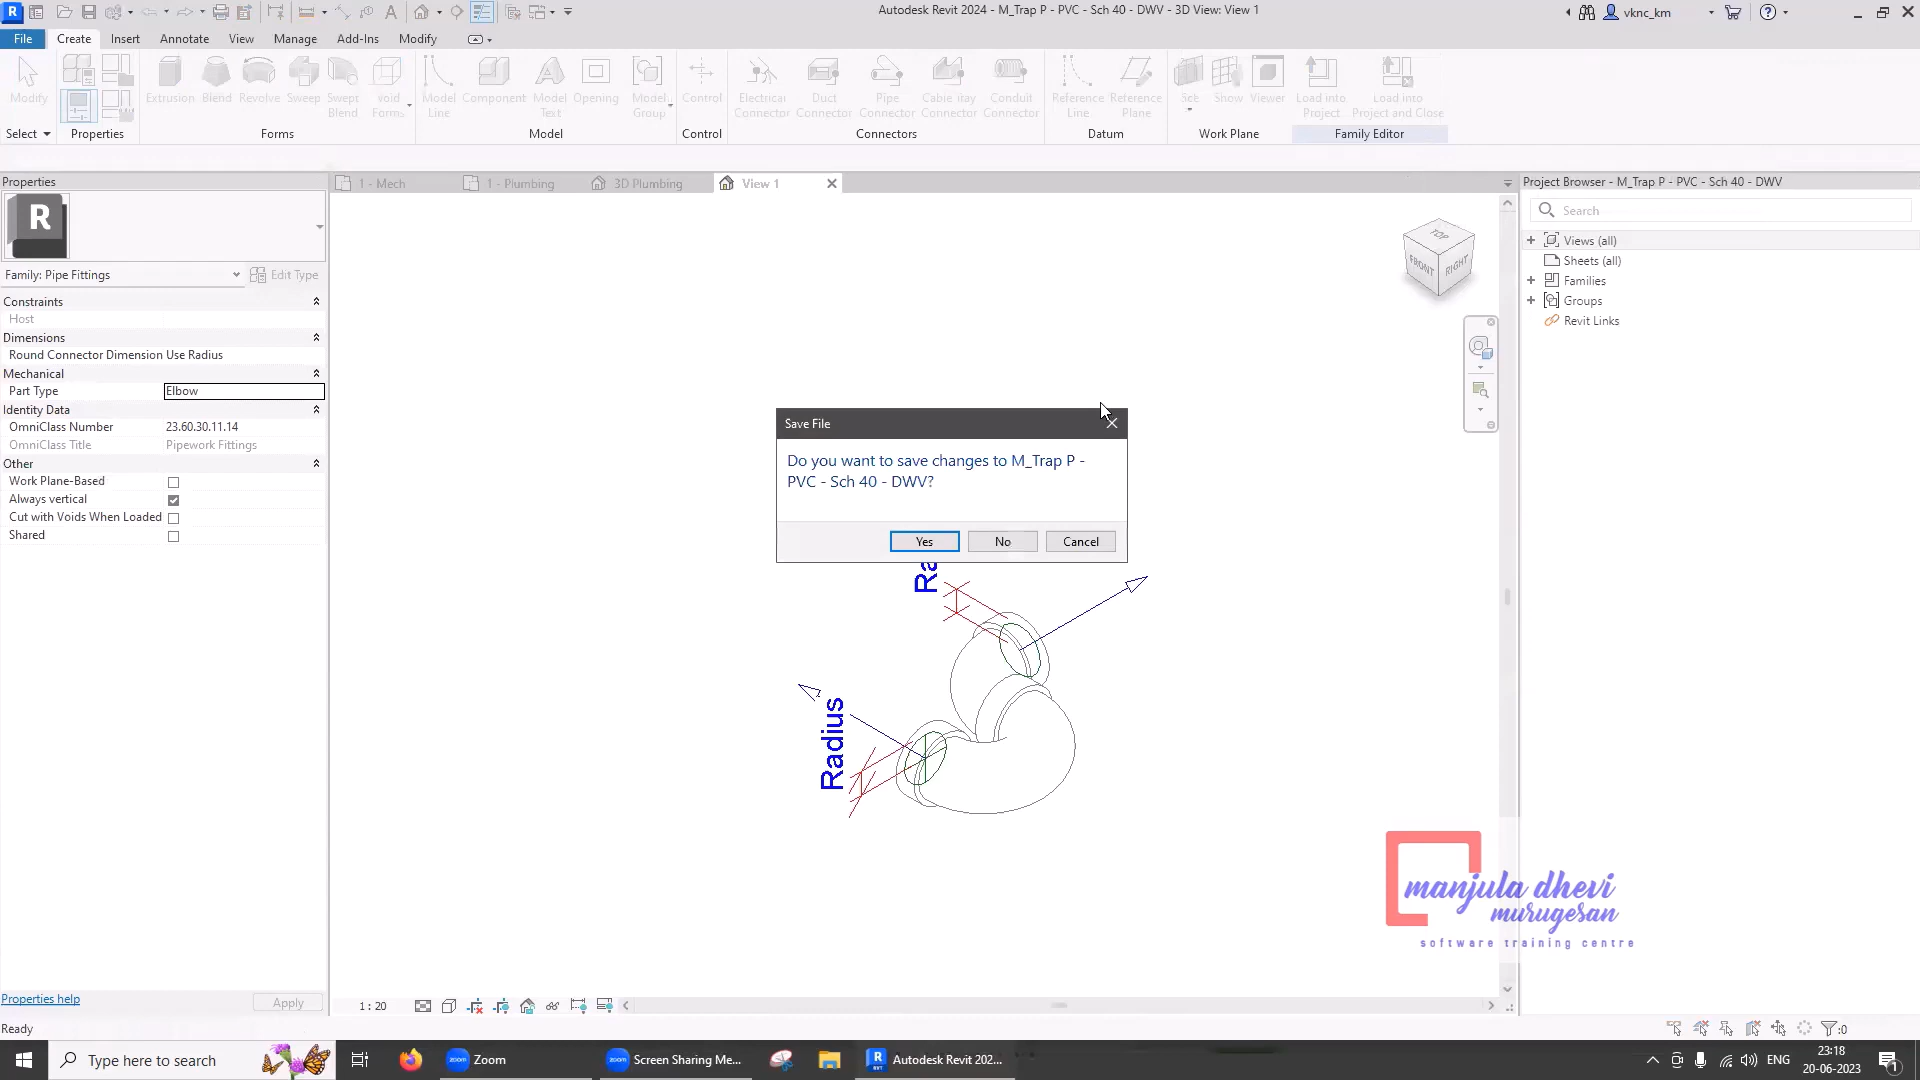 Autodesk Revit 2024 - M_Trap P - PVC - Sch 40 - DWV - 3D View: View 1
vknc_km
File Create Insert Annotate View Manage Add-Ins Modify
Modify Extrusion Blend Revolve Sweep Swept Blend Void Forms Model Line Component Model Text Opening Model Group Control Electrical Connector Duct Connector Pipe Connector Cable Tray Connector Conduit Connector Reference Line Reference Plane Set Show Viewer Load into Project Load into Project and Close
Select Properties Forms Model Control Connectors Datum Work Plane Family Editor
Properties
1 - Mech 1 - Plumbing 3D Plumbing View 1
Project Browser - M_Trap P - PVC - Sch 40 - DWV
R
Search
Family: Pipe Fittings Edit Type
Constraints
Host
Dimensions
Round Connector Dimension Use Radius
Mechanical
Part Type Elbow
Identity Data
OmniClass Number 23.60.30.11.14
OmniClass Title Pipework Fittings
Other
Work Plane-Based
Always vertical
Cut with Voids When Loaded
Shared
Views (all)
Sheets (all)
Families
Groups
Revit Links
TOP
FRONT RIGHT
Save File
Do you want to save changes to M_Trap P -
PVC - Sch 40 - DWV?
Yes No Cancel
Ra
Radius
manjula dhevi
murugesan
software training centre
Properties help Apply
1 : 20
Ready
:0
Type here to search
Zoom
Screen Sharing Me...
Autodesk Revit 202...
ENG
23:18
20-06-2023
1